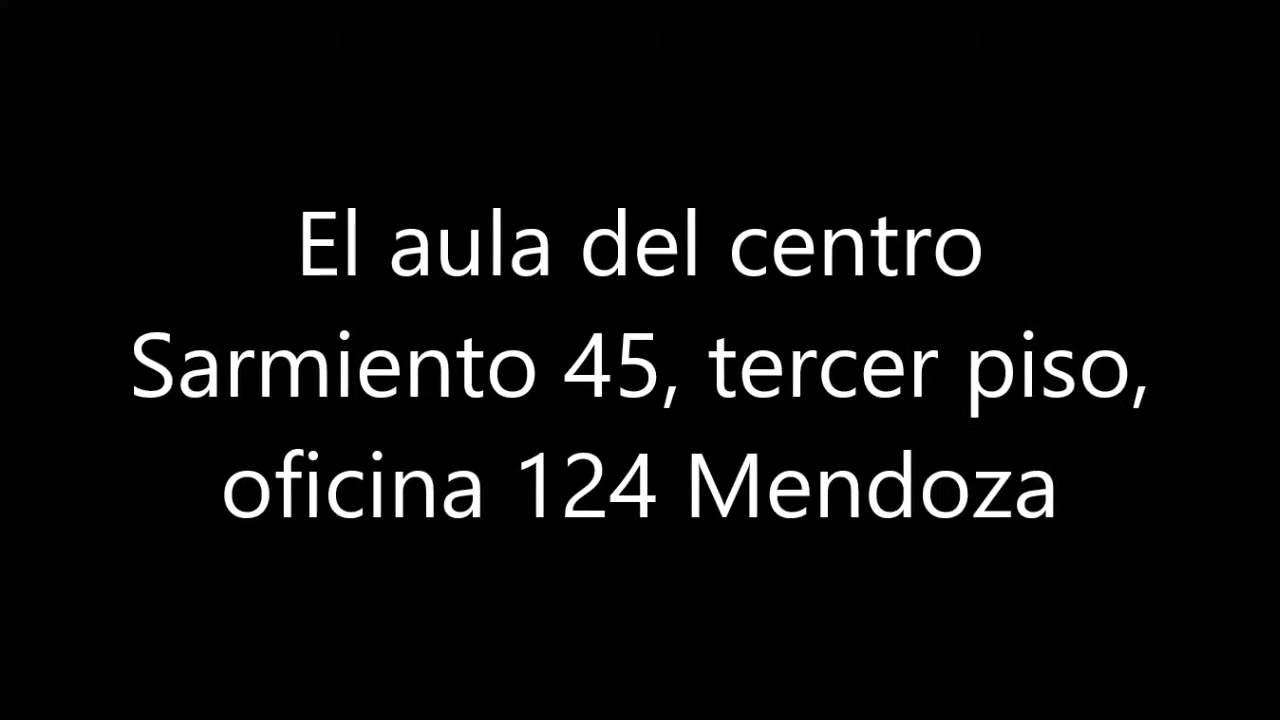 El aula del centro
Sarmiento 45, tercer piso,
oficina 124 Mendoza